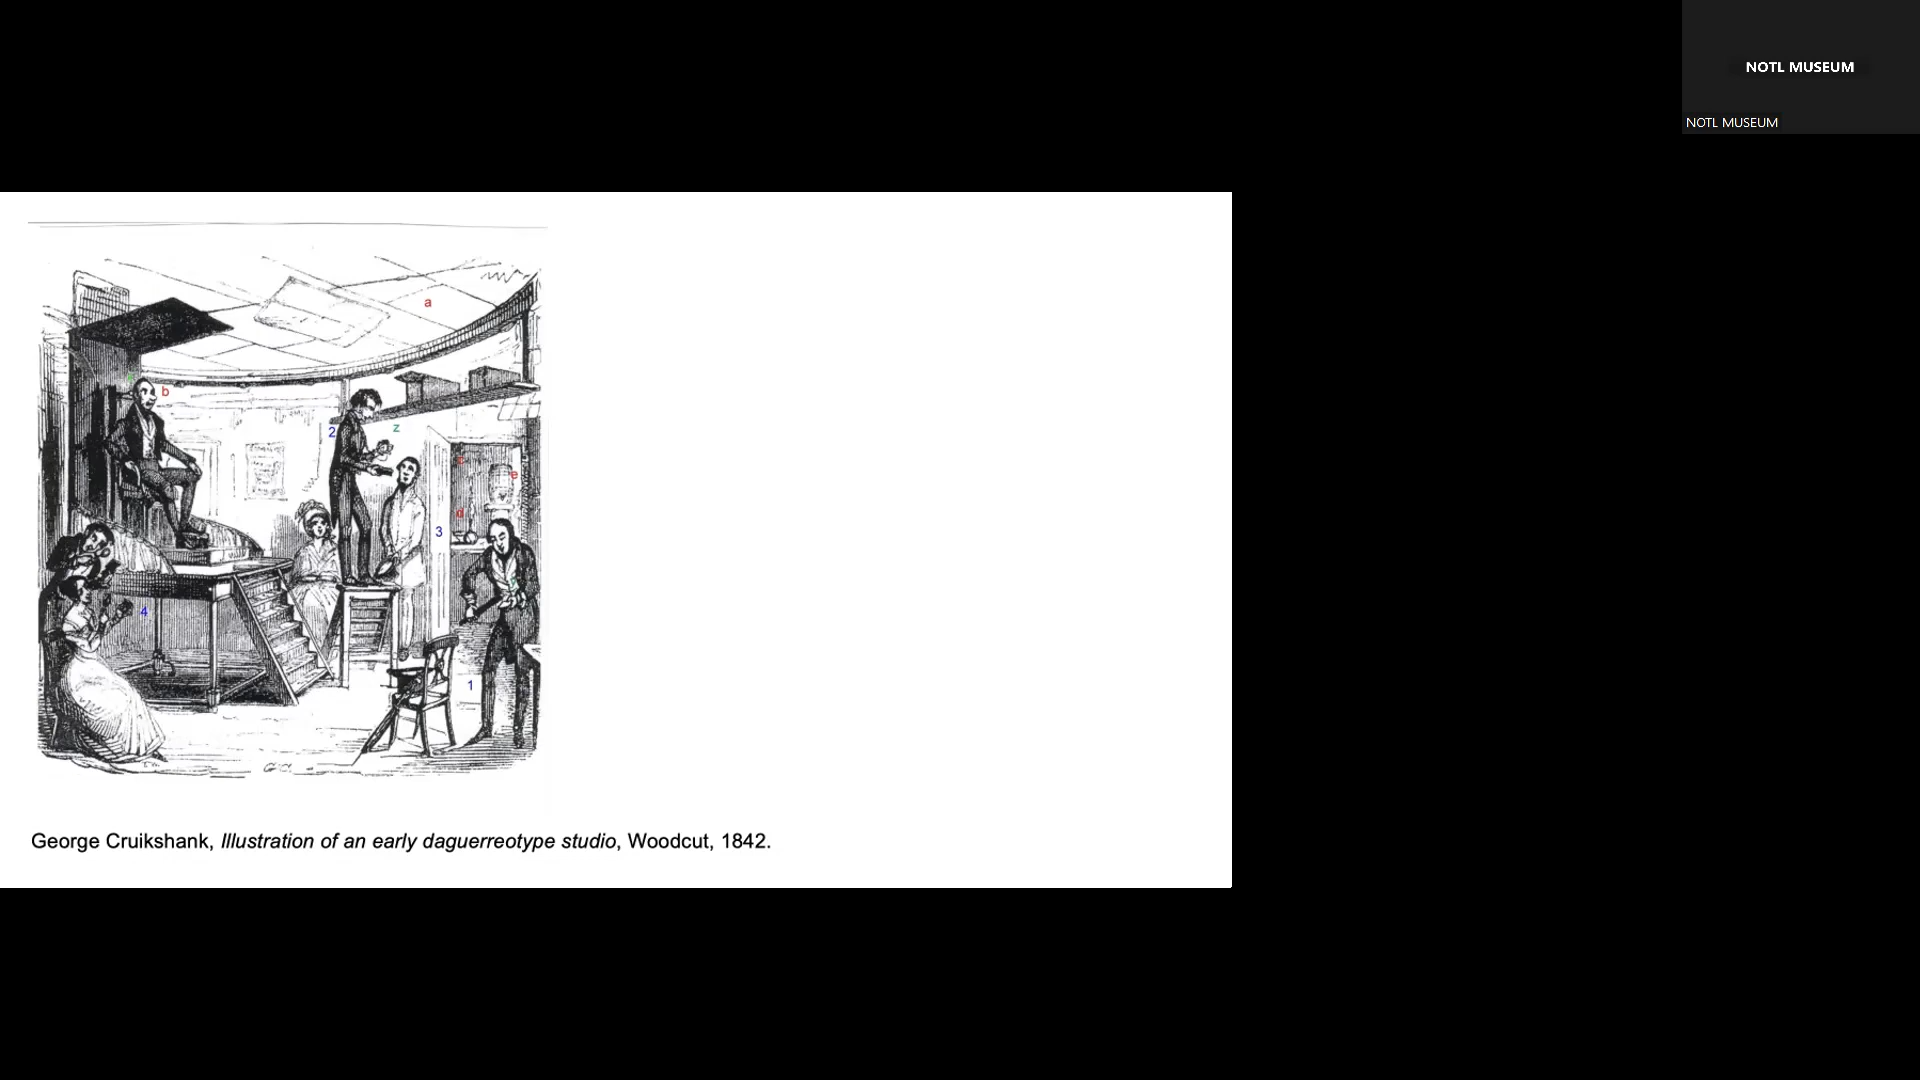 NOTL MUSEUM
NOTL MUSEUM
a
b
2
z
e
d
3
4
1
George Cruikshank, Illustration of an early daguerreotype studio, Woodcut, 1842.